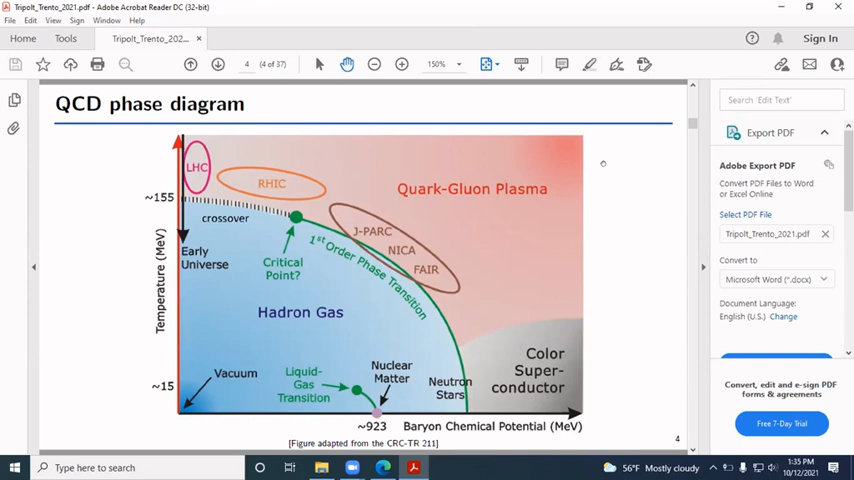 Tripolt_Trento_2021.pdf - Adobe Acrobat Reader DC (32-bit)
File Edit View Sign Window Help
Home Tools Tripolt_Trento_202... × Sign In
4 (4 of 37) 150%
QCD phase diagram
LHC
RHIC
Quark-Gluon Plasma
~155
crossover
J-PARC
NICA
FAIR
1st Order Phase Transition
Early
Universe
Critical
Point?
Temperature (MeV)
Hadron Gas
Vacuum
Liquid-
Gas
Transition
Nuclear
Matter
Neutron
Stars
Color
Super-
conductor
~15
~923
Baryon Chemical Potential (MeV)
[Figure adapted from the CRC-TR 211]
4
Search 'Edit Text'
Export PDF
Adobe Export PDF
Convert PDF Files to Word
or Excel Online
Select PDF File
Tripolt_Trento_2021.pdf
Convert to
Microsoft Word (*.docx)
Document Language:
English (U.S.) Change
Convert, edit and e-sign PDF
forms & agreements
Free 7-Day Trial
Type here to search
56°F Mostly cloudy
1:35 PM
10/12/2021